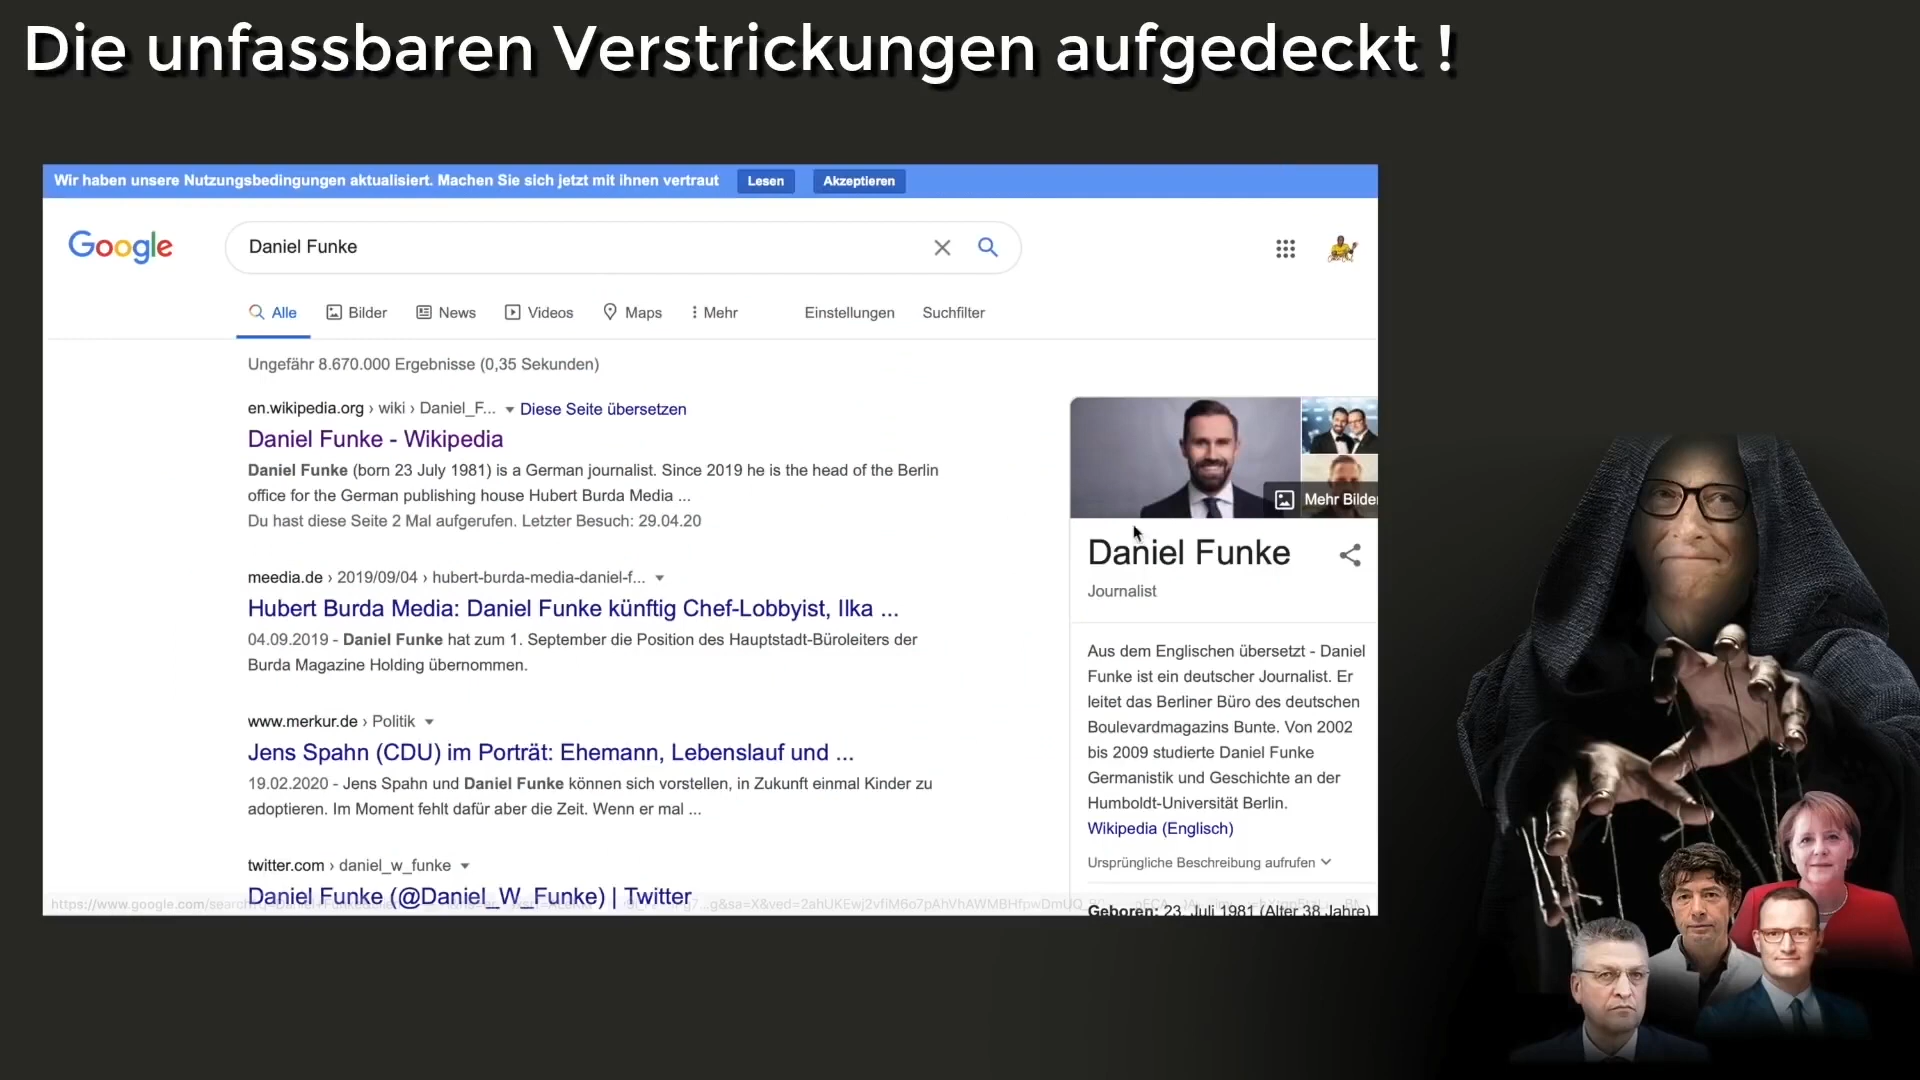 Die unfassbaren Verstrickungen aufgedeckt !
Wir haben unsere Nutzungsbedingungen aktualisiert. Machen Sie sich jetzt mit ihnen vertraut Lesen Akzeptieren
Google Daniel Funke
Alle Bilder News Videos Maps Mehr Einstellungen Suchfilter
Ungefähr 8.670.000 Ergebnisse (0,35 Sekunden)
en.wikipedia.org › wiki › Daniel_F... Diese Seite übersetzen
Daniel Funke - Wikipedia
Daniel Funke (born 23 July 1981) is a German journalist. Since 2019 he is the head of the Berlin
office for the German publishing house Hubert Burda Media ...
Du hast diese Seite 2 Mal aufgerufen. Letzter Besuch: 29.04.20
meedia.de › 2019/09/04 › hubert-burda-media-daniel-f...
Hubert Burda Media: Daniel Funke künftig Chef-Lobbyist, Ilka ...
04.09.2019 - Daniel Funke hat zum 1. September die Position des Hauptstadt-Büroleiters der
Burda Magazine Holding übernommen.
www.merkur.de › Politik
Jens Spahn (CDU) im Porträt: Ehemann, Lebenslauf und ...
19.02.2020 - Jens Spahn und Daniel Funke können sich vorstellen, in Zukunft einmal Kinder zu
adoptieren. Im Moment fehlt dafür aber die Zeit. Wenn er mal ...
twitter.com › daniel_w_funke
Daniel Funke (@Daniel_W_Funke) | Twitter
Mehr Bilder
Daniel Funke
Journalist
Aus dem Englischen übersetzt - Daniel
Funke ist ein deutscher Journalist. Er
leitet das Berliner Büro des deutschen
Boulevardmagazins Bunte. Von 2002
bis 2009 studierte Daniel Funke
Germanistik und Geschichte an der
Humboldt-Universität Berlin.
Wikipedia (Englisch)
Ursprüngliche Beschreibung aufrufen
Geboren: 23. Juli 1981 (Alter 38 Jahre)